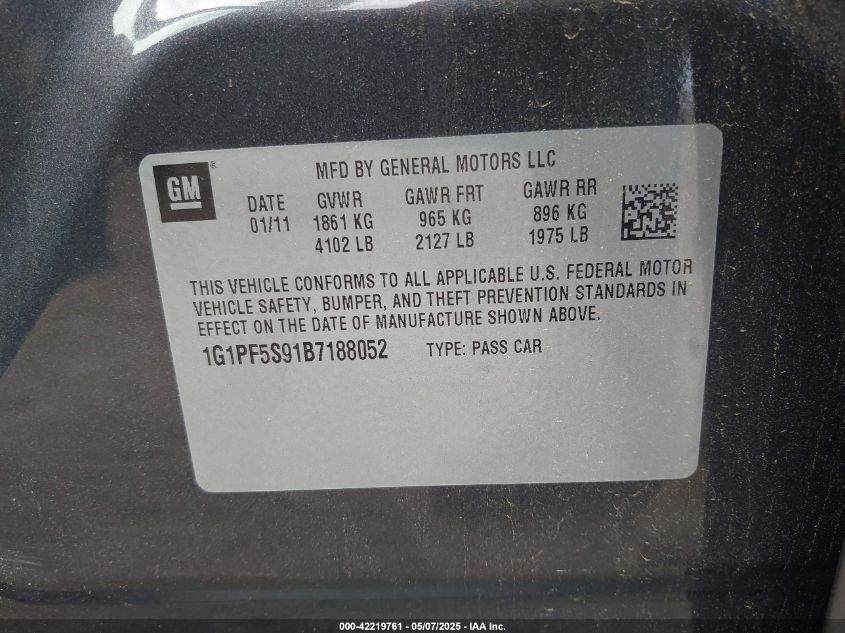 GM ®
MFD BY GENERAL MOTORS LLC
DATE GVWR GAWR FRT GAWR RR
01/11 1861 KG 965 KG 896 KG
4102 LB 2127 LB 1975 LB
THIS VEHICLE CONFORMS TO ALL APPLICABLE U.S. FEDERAL MOTOR
VEHICLE SAFETY, BUMPER, AND THEFT PREVENTION STANDARDS IN
EFFECT ON THE DATE OF MANUFACTURE SHOWN ABOVE.
1G1PF5S91B7188052 TYPE: PASS CAR
000-42219761 - 05/07/2025 - IAA Inc.